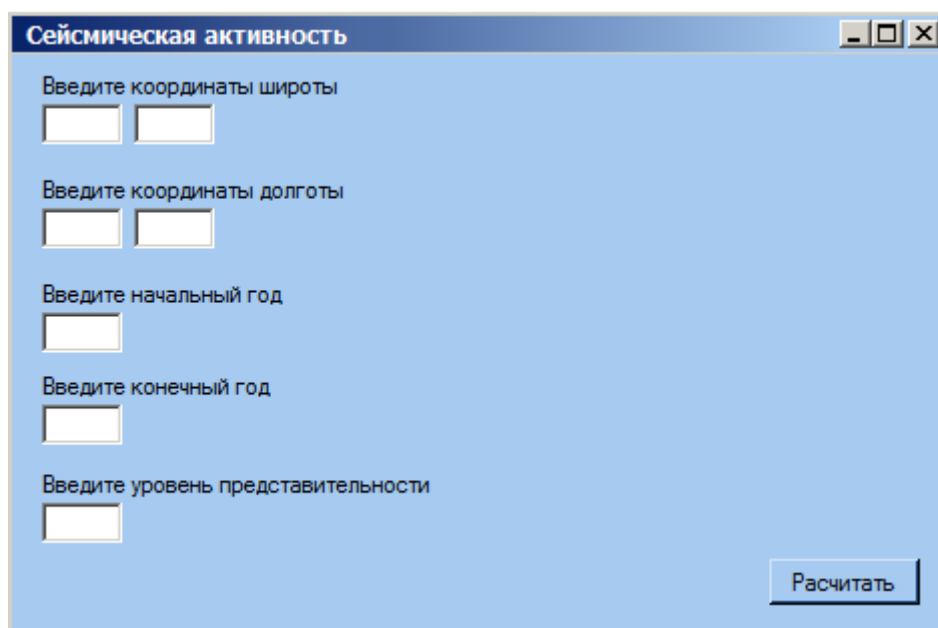 Сейсмическая активность
Введите координаты широты
Введите координаты долготы
Введите начальный год
Введите конечный год
Введите уровень представительности
Расчитать